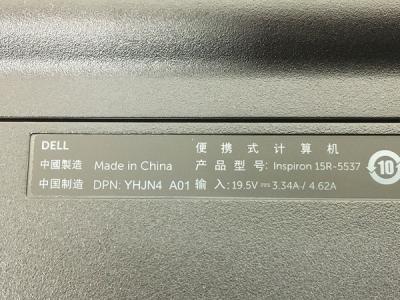 DELL 便携式计算机
中國製造 Made in China 产品型号: Inspiron 15R-5537
中国制造 DPN: YHJN4 A01 输入: 19.5V⎓3.34A/4.62A
10